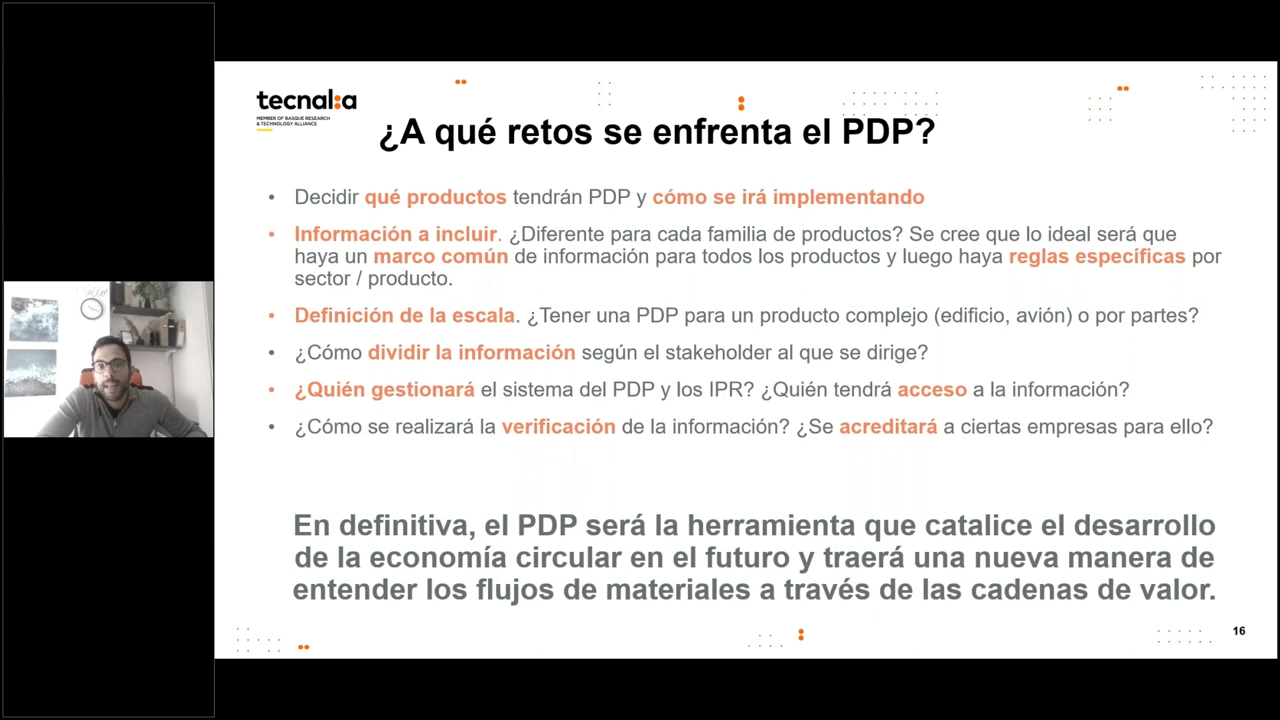 tecnal:a
MEMBER OF BASQUE RESEARCH
& TECHNOLOGY ALLIANCE
¿A qué retos se enfrenta el PDP?
• Decidir qué productos tendrán PDP y cómo se irá implementando
• Información a incluir. ¿Diferente para cada familia de productos? Se cree que lo ideal será que
haya un marco común de información para todos los productos y luego haya reglas específicas por
sector / producto.
• Definición de la escala. ¿Tener una PDP para un producto complejo (edificio, avión) o por partes?
• ¿Cómo dividir la información según el stakeholder al que se dirige?
• ¿Quién gestionará el sistema del PDP y los IPR? ¿Quién tendrá acceso a la información?
• ¿Cómo se realizará la verificación de la información? ¿Se acreditará a ciertas empresas para ello?
En definitiva, el PDP será la herramienta que catalice el desarrollo
de la economía circular en el futuro y traerá una nueva manera de
entender los flujos de materiales a través de las cadenas de valor.
16